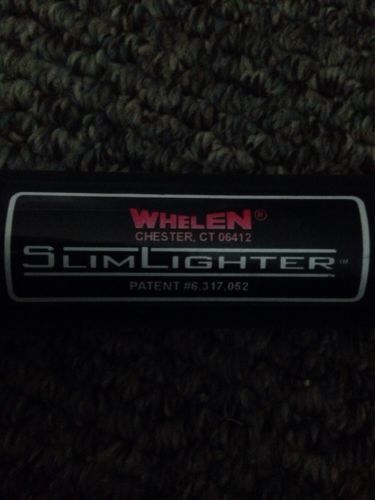 WHELEN®
CHESTER, CT 06412
SLIMLIGHTER™
PATENT #6,317,052